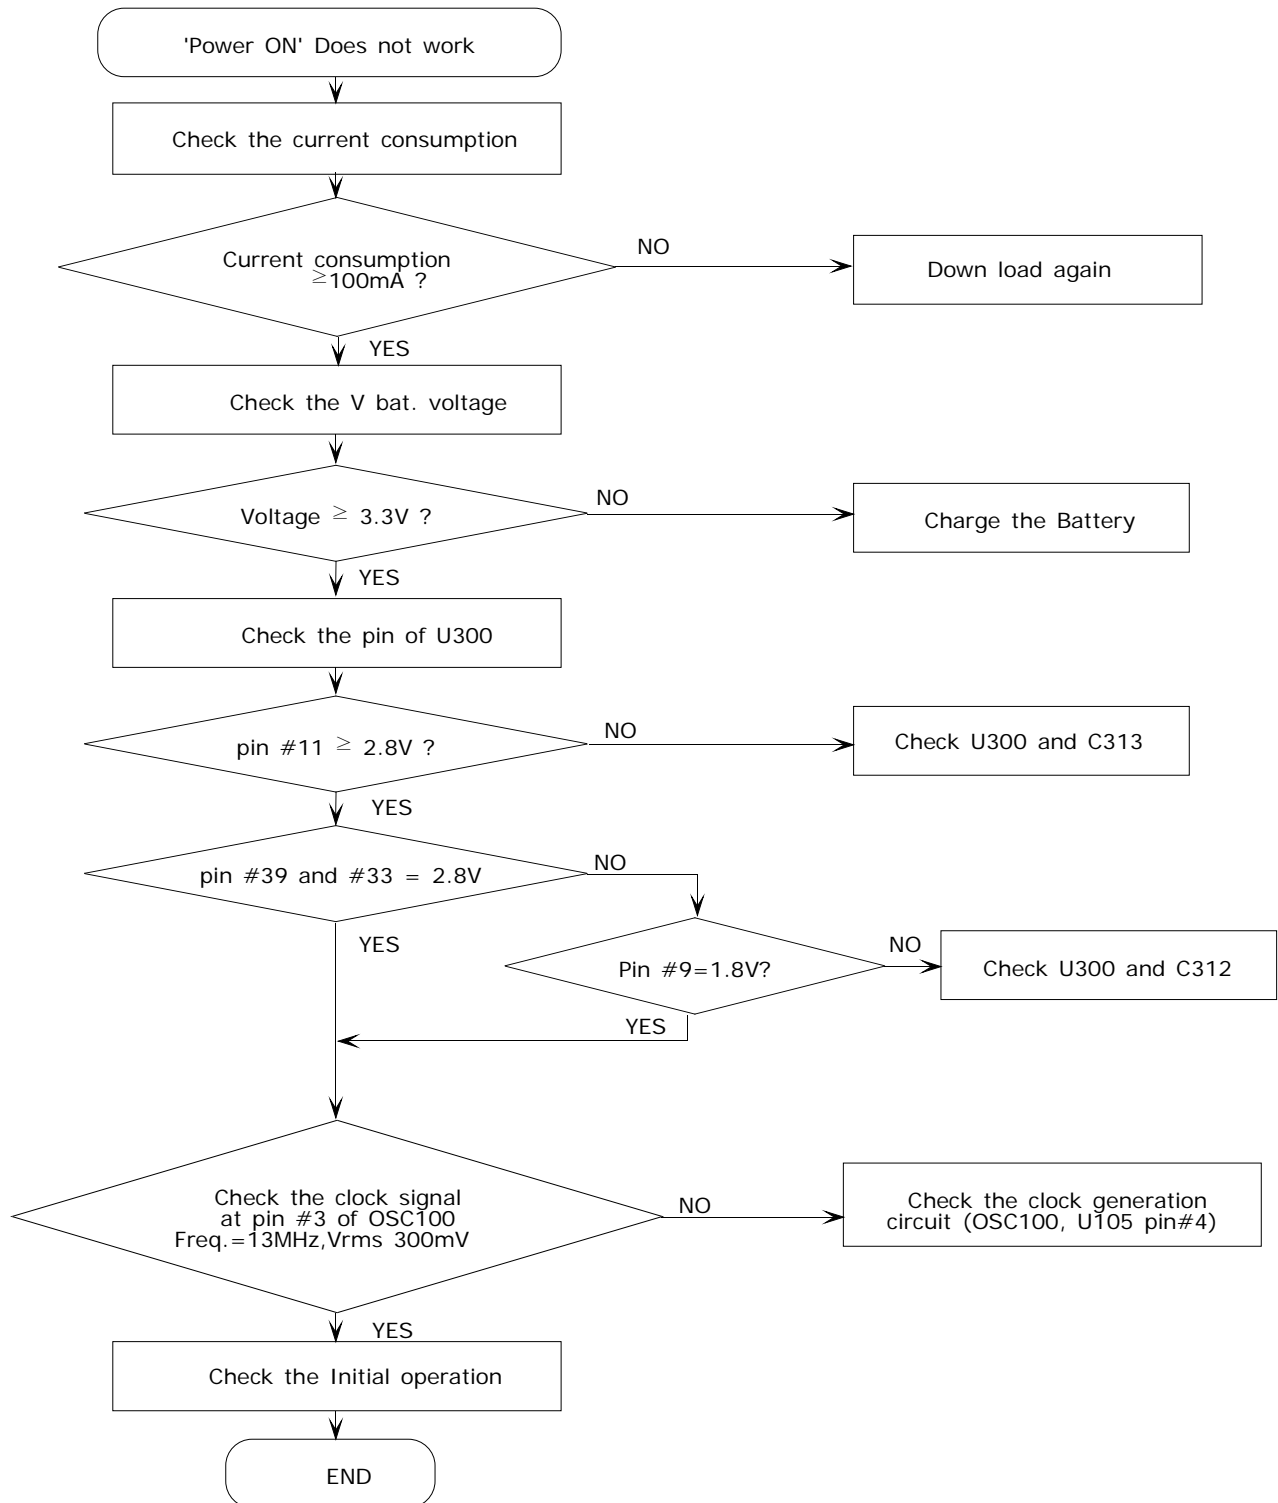 'Power ON' Does not work
Check the current consumption
Current consumption
≥100mA ?
NO
Down load again
YES
Check the V bat. voltage
Voltage ≥ 3.3V ?
NO
Charge the Battery
YES
Check the pin of U300
pin #11 ≥ 2.8V ?
NO
Check U300 and C313
YES
pin #39 and #33 = 2.8V
NO
YES
Pin #9=1.8V?
NO
Check U300 and C312
YES
Check the clock signal
at pin #3 of OSC100
Freq.=13MHz,Vrms 300mV
NO
Check the clock generation
circuit (OSC100, U105 pin#4)
YES
Check the Initial operation
END